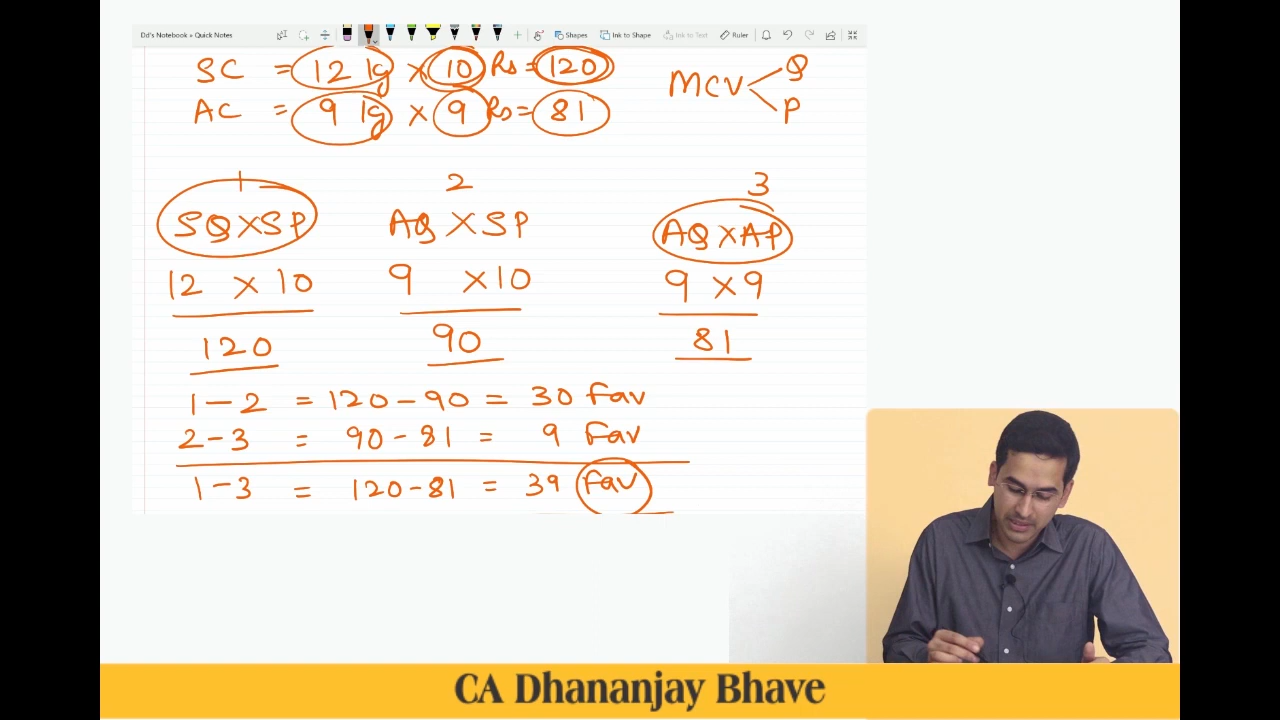 Dd's Notebook » Quick Notes
Shapes
Ink to Shape
Ink to Text
Ruler
SC = 12 kg × 10 Rs = 120
AC = 9 kg × 9 Rs = 81
MCV
Q
P
1
SQ × SP
12 × 10
120
2
AQ × SP
9 × 10
90
3
AQ × AP
9 × 9
81
1 - 2 = 120 - 90 = 30 Fav
2 - 3 = 90 - 81 = 9 Fav
1 - 3 = 120 - 81 = 39 Fav
CA Dhananjay Bhave